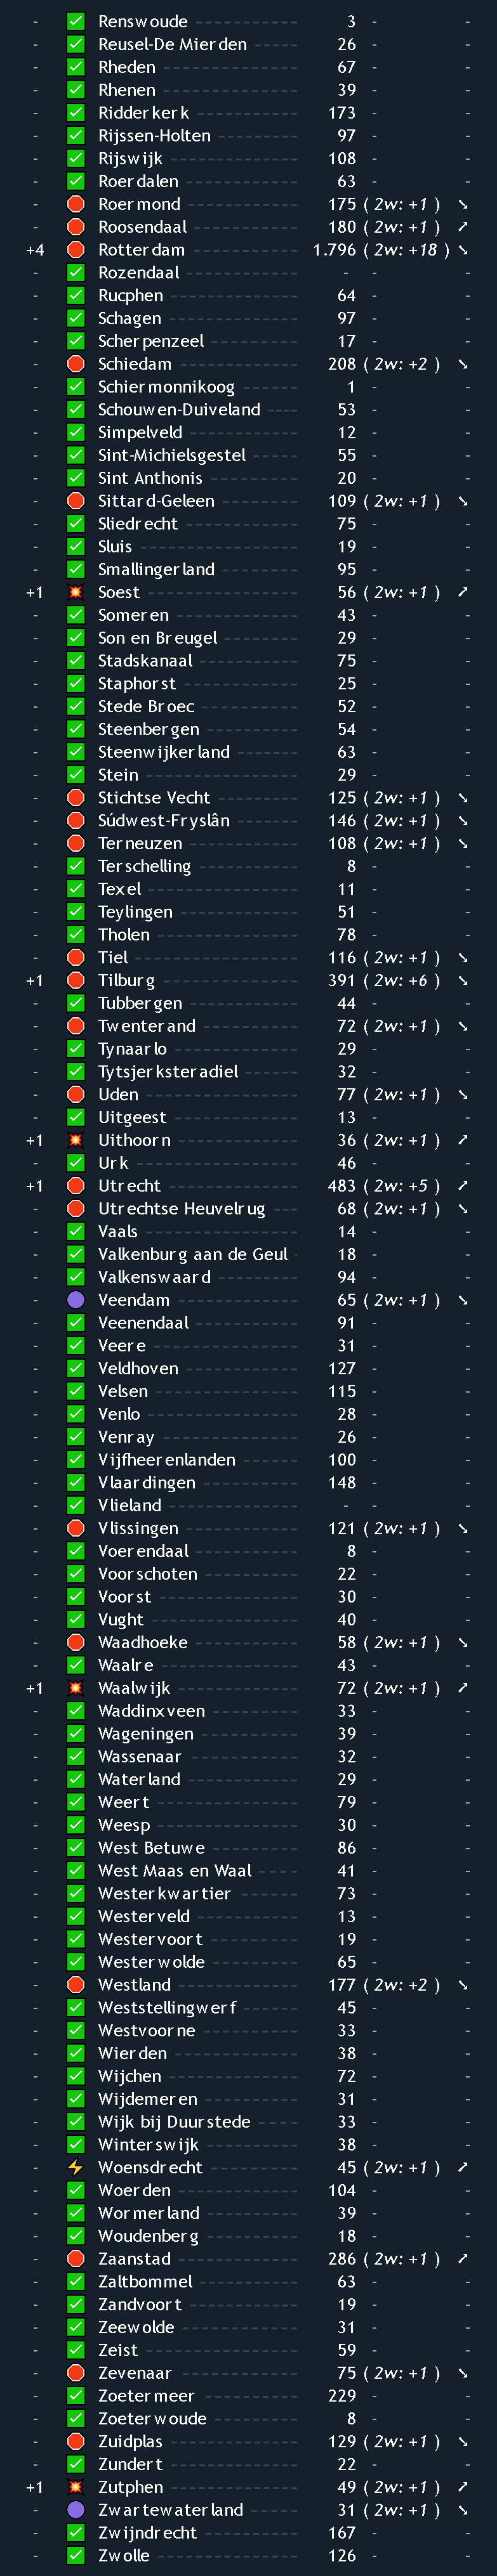 - ✅ Renswoude ---------- 3 - -
- ✅ Reusel-De Mierden ----- 26 - -
- ✅ Rheden ------------- 67 - -
- ✅ Rhenen ------------- 39 - -
- ✅ Ridderkerk ---------- 173 - -
- ✅ Rijssen-Holten -------- 97 - -
- ✅ Rijswijk ------------ 108 - -
- ✅ Roerdalen ---------- 63 - -
- 🛑 Roermond ---------- 175 ( 2w: +1 ) ➘
- 🛑 Roosendaal --------- 180 ( 2w: +1 ) ➚
+4 🛑 Rotterdam ---------- 1.796 ( 2w: +18 ) ➘
- ✅ Rozendaal ---------- - - -
- ✅ Rucphen ------------ 64 - -
- ✅ Schagen ------------ 97 - -
- ✅ Scherpenzeel -------- 17 - -
- 🛑 Schiedam ----------- 208 ( 2w: +2 ) ➘
- ✅ Schiermonnikoog ----- 1 - -
- ✅ Schouwen-Duiveland ---- 53 - -
- ✅ Simpelveld ---------- 12 - -
- ✅ Sint-Michielsgestel ----- 55 - -
- ✅ Sint Anthonis --------- 20 - -
- 🛑 Sittard-Geleen -------- 109 ( 2w: +1 ) ➘
- ✅ Sliedrecht ----------- 75 - -
- ✅ Sluis --------------- 19 - -
- ✅ Smallingerland ------- 95 - -
+1 💥 Soest --------------- 56 ( 2w: +1 ) ➚
- ✅ Someren ------------ 43 - -
- ✅ Son en Breugel ------- 29 - -
- ✅ Stadskanaal --------- 75 - -
- ✅ Staphorst ----------- 25 - -
- ✅ Stede Broec --------- 52 - -
- ✅ Steenbergen --------- 54 - -
- ✅ Steenwijkerland ------ 63 - -
- ✅ Stein --------------- 29 - -
- 🛑 Stichtse Vecht ------- 125 ( 2w: +1 ) ➘
- 🛑 Súdwest-Fryslân ------ 146 ( 2w: +1 ) ➘
- 🛑 Terneuzen ---------- 108 ( 2w: +1 ) ➘
- ✅ Terschelling --------- 8 - -
- ✅ Texel --------------- 11 - -
- ✅ Teylingen ----------- 51 - -
- ✅ Tholen ------------- 78 - -
- 🛑 Tiel ---------------- 116 ( 2w: +1 ) ➘
+1 🛑 Tilburg ------------- 391 ( 2w: +6 ) ➘
- ✅ Tubbergen ---------- 44 - -
- 🛑 Twenterand --------- 72 ( 2w: +1 ) ➘
- ✅ Tynaarlo ------------ 29 - -
- ✅ Tytsjerksteradiel ----- 32 - -
- 🛑 Uden --------------- 77 ( 2w: +1 ) ➘
- ✅ Uitgeest ------------ 13 - -
+1 💥 Uithoorn ----------- 36 ( 2w: +1 ) ➚
- ✅ Urk ---------------- 46 - -
+1 🛑 Utrecht ------------ 483 ( 2w: +5 ) ➚
- 🛑 Utrechtse Heuvelrug --- 68 ( 2w: +1 ) ➘
- ✅ Vaals --------------- 14 - -
- ✅ Valkenburg aan de Geul - 18 - -
- ✅ Valkenswaard -------- 94 - -
- 🟣 Veendam ----------- 65 ( 2w: +1 ) ➘
- ✅ Veenendaal --------- 91 - -
- ✅ Veere -------------- 31 - -
- ✅ Veldhoven ---------- 127 - -
- ✅ Velsen ------------- 115 - -
- ✅ Venlo -------------- 28 - -
- ✅ Venray ------------- 26 - -
- ✅ Vijfheerenlanden ------ 100 - -
- ✅ Vlaardingen --------- 148 - -
- ✅ Vlieland ------------ - - -
- 🛑 Vlissingen ---------- 121 ( 2w: +1 ) ➘
- ✅ Voerendaal --------- 8 - -
- ✅ Voorschoten --------- 22 - -
- ✅ Voorst ------------- 30 - -
- ✅ Vught -------------- 40 - -
- 🛑 Waadhoeke --------- 58 ( 2w: +1 ) ➘
- ✅ Waalre ------------- 43 - -
+1 💥 Waalwijk ----------- 72 ( 2w: +1 ) ➚
- ✅ Waddinxveen -------- 33 - -
- ✅ Wageningen --------- 39 - -
- ✅ Wassenaar ---------- 32 - -
- ✅ Waterland ---------- 29 - -
- ✅ Weert -------------- 79 - -
- ✅ Weesp ------------- 30 - -
- ✅ West Betuwe -------- 86 - -
- ✅ West Maas en Waal ---- 41 - -
- ✅ Westerkwartier ------ 73 - -
- ✅ Westerveld --------- 13 - -
- ✅ Westervoort -------- 19 - -
- ✅ Westerwolde -------- 65 - -
- 🛑 Westland ----------- 177 ( 2w: +2 ) ➘
- ✅ Weststellingwerf ----- 45 - -
- ✅ Westvoorne --------- 33 - -
- ✅ Wierden ------------ 38 - -
- ✅ Wijchen ------------ 72 - -
- ✅ Wijdemeren --------- 31 - -
- ✅ Wijk bij Duurstede ---- 33 - -
- ✅ Winterswijk --------- 38 - -
- ⚡ Woensdrecht -------- 45 ( 2w: +1 ) ➚
- ✅ Woerden ----------- 104 - -
- ✅ Wormerland --------- 39 - -
- ✅ Woudenberg -------- 18 - -
- 🛑 Zaanstad ----------- 286 ( 2w: +1 ) ➚
- ✅ Zaltbommel --------- 63 - -
- ✅ Zandvoort ---------- 19 - -
- ✅ Zeewolde ---------- 31 - -
- ✅ Zeist --------------- 59 - -
- 🛑 Zevenaar ----------- 75 ( 2w: +1 ) ➘
- ✅ Zoetermeer --------- 229 - -
- ✅ Zoeterwoude -------- 8 - -
- 🛑 Zuidplas ------------ 129 ( 2w: +1 ) ➘
- ✅ Zundert ------------ 22 - -
+1 💥 Zutphen ------------ 49 ( 2w: +1 ) ➚
- 🟣 Zwartewaterland ----- 31 ( 2w: +1 ) ➘
- ✅ Zwijndrecht --------- 167 - -
- ✅ Zwolle ------------- 126 - -